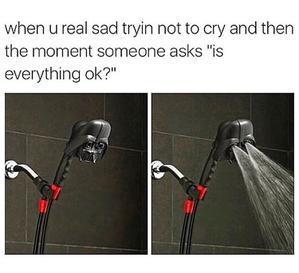 when u real sad tryin not to cry and then
the moment someone asks "is
everything ok?"